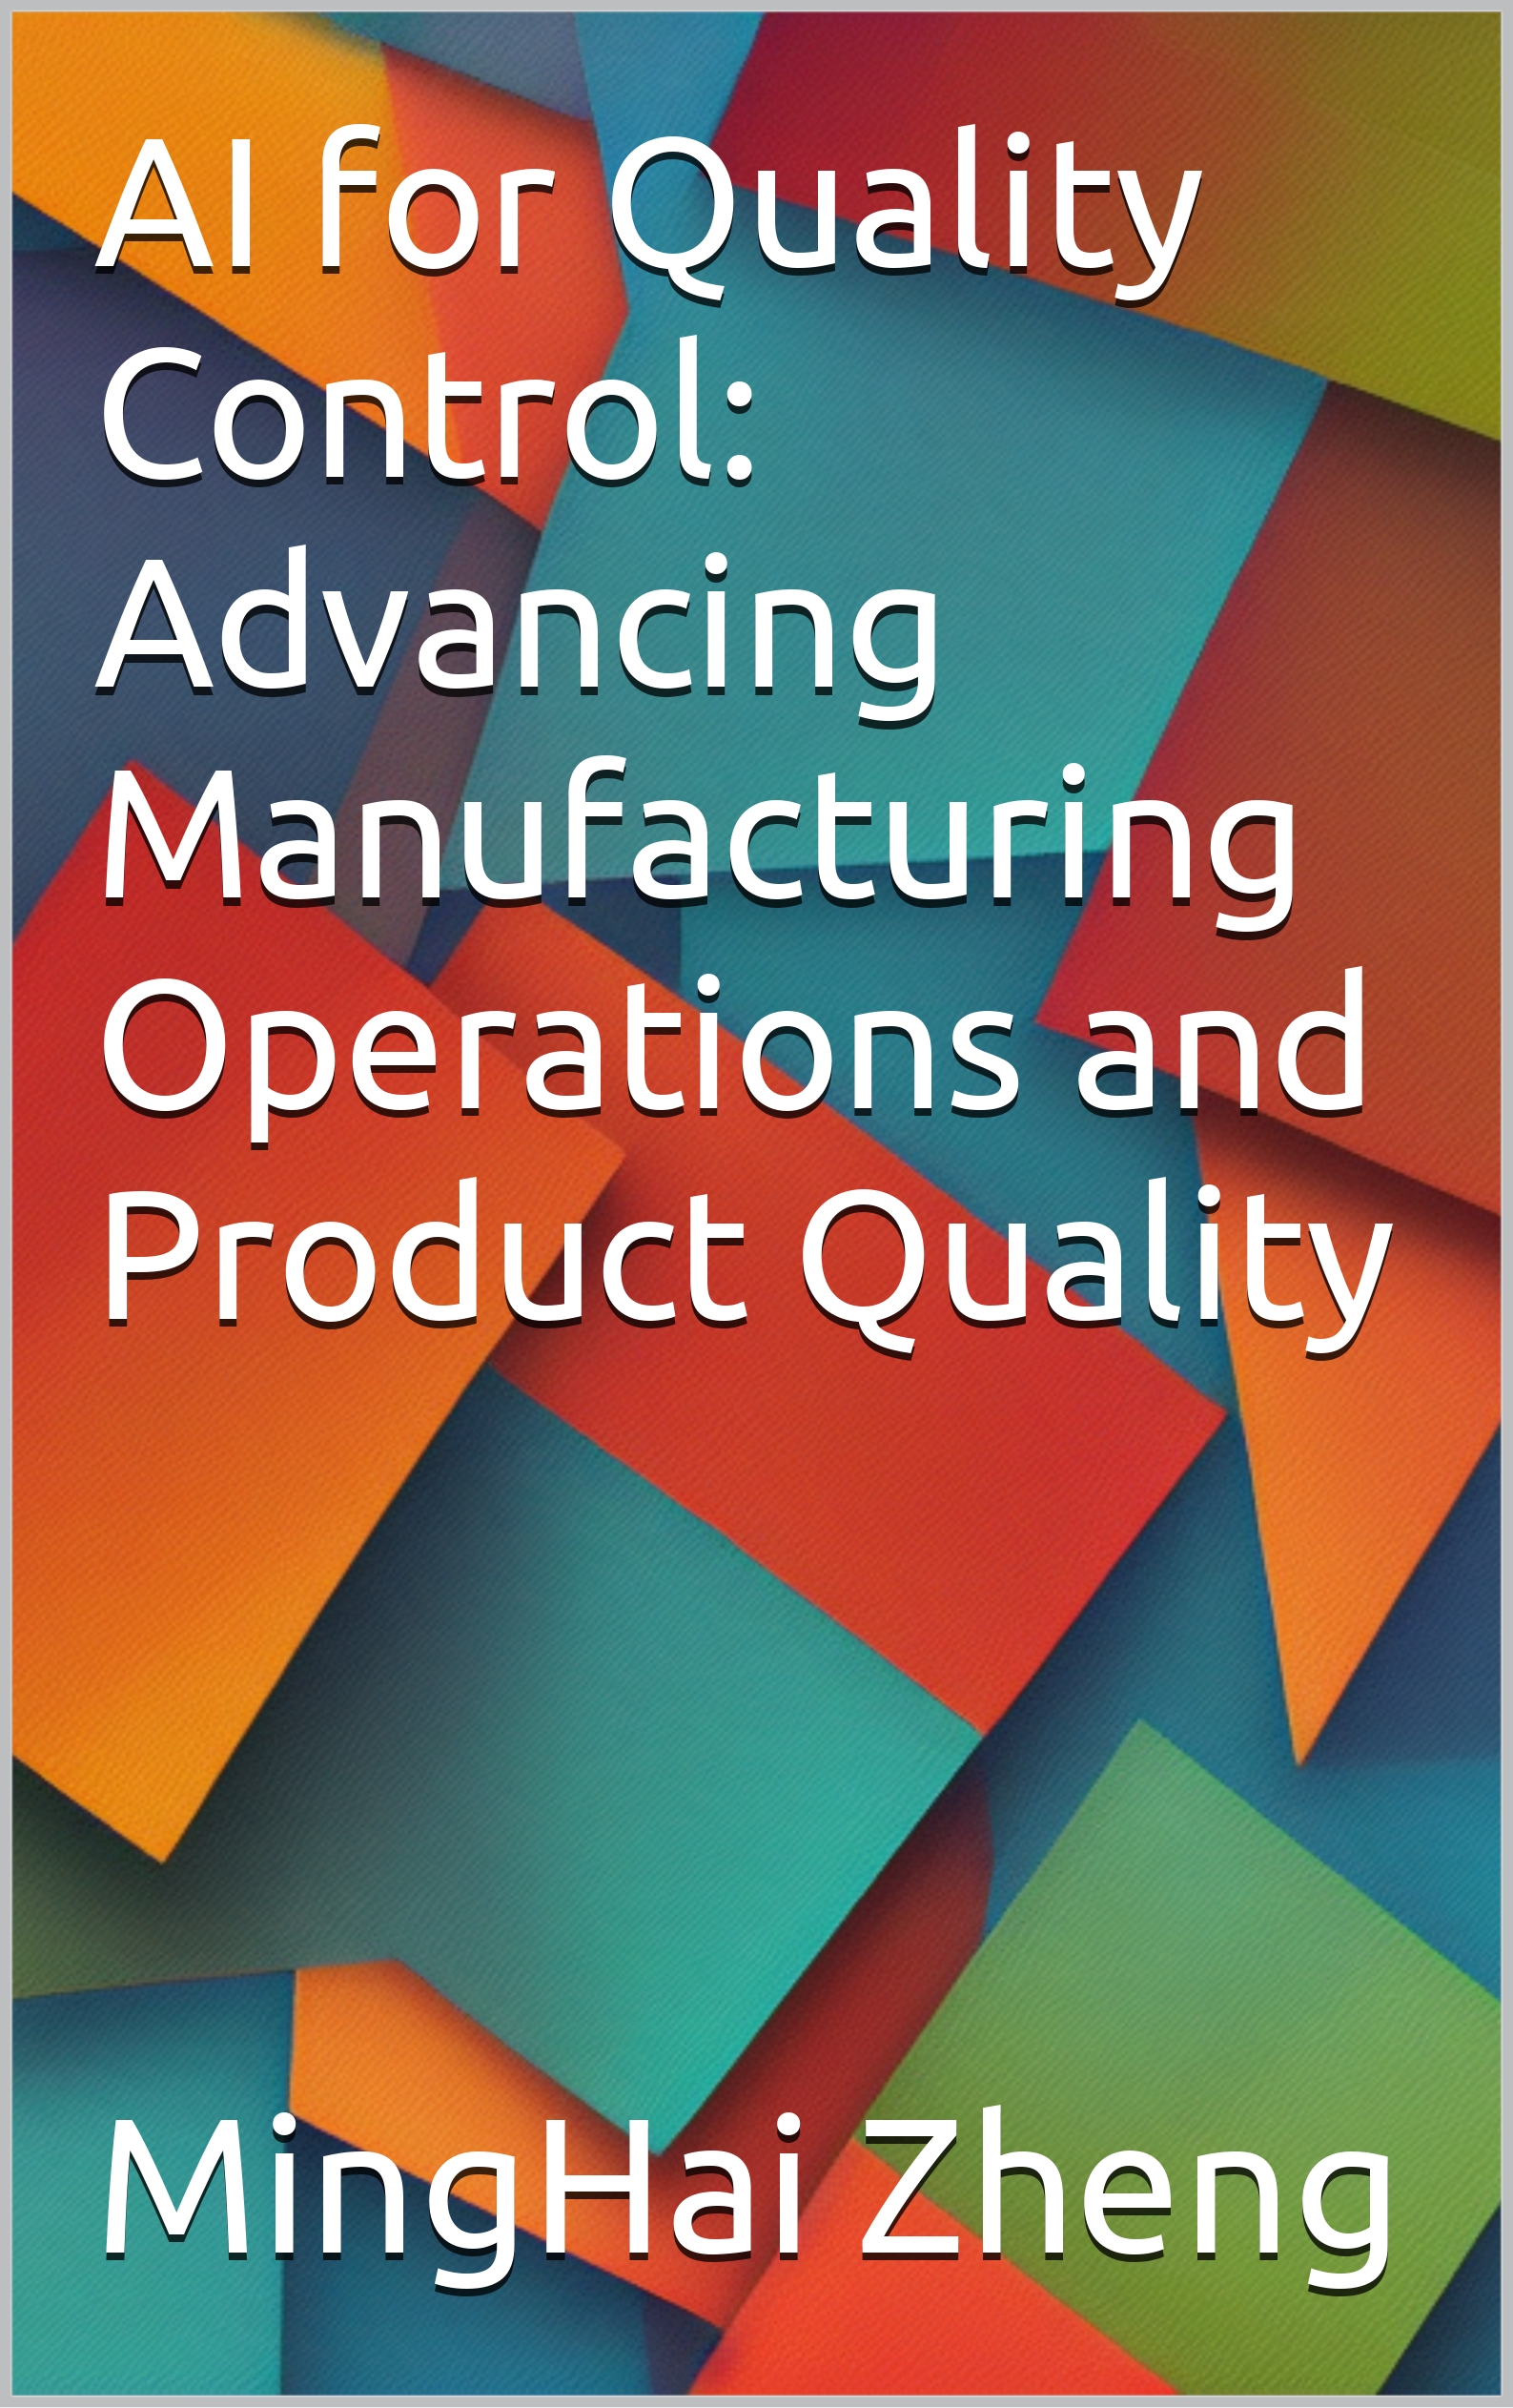 AI for Quality
Control:
Advancing
Manufacturing
Operations and
Product Quality
MingHai Zheng